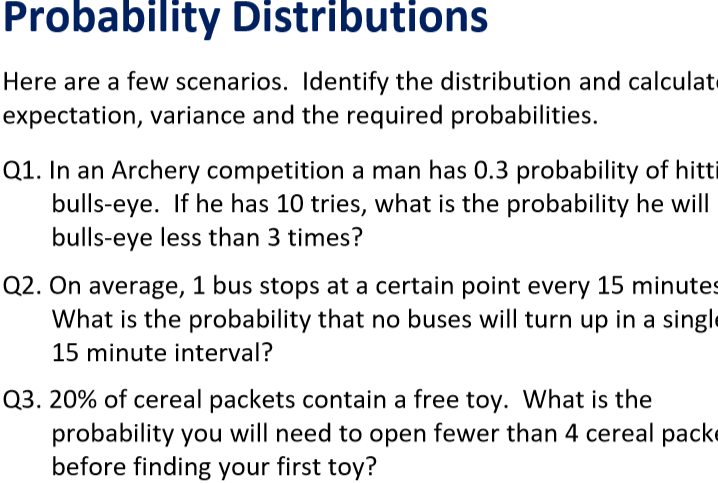 Probability Distributions
Here are a few scenarios.  Identify the distribution and calculat
expectation, variance and the required probabilities.
Q1. In an Archery competition a man has 0.3 probability of hitti
bulls-eye.  If he has 10 tries, what is the probability he will
bulls-eye less than 3 times?
Q2. On average, 1 bus stops at a certain point every 15 minutes
What is the probability that no buses will turn up in a singl
15 minute interval?
Q3. 20% of cereal packets contain a free toy.  What is the
probability you will need to open fewer than 4 cereal pack
before finding your first toy?